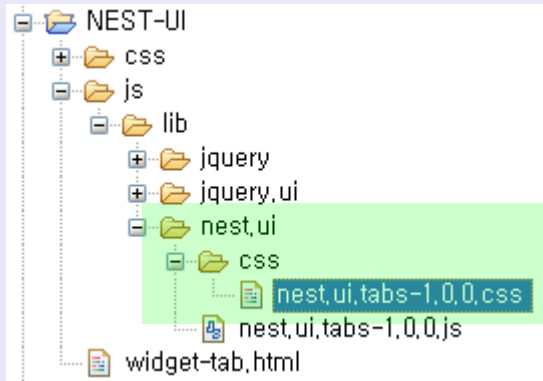 NEST-UI
css
js
lib
jquery
jquery.ui
nest.ui
css
nest.ui.tabs-1.0.0.css
nest.ui.tabs-1.0.0.js
widget-tab.html